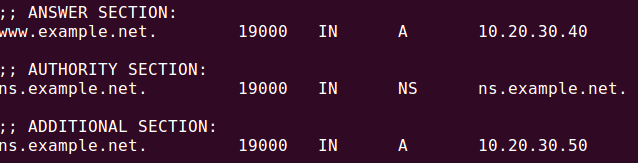 ;; ANSWER SECTION:
www.example.net. 19000 IN A 10.20.30.40
;; AUTHORITY SECTION:
ns.example.net. 19000 IN NS ns.example.net.
;; ADDITIONAL SECTION:
ns.example.net. 19000 IN A 10.20.30.50